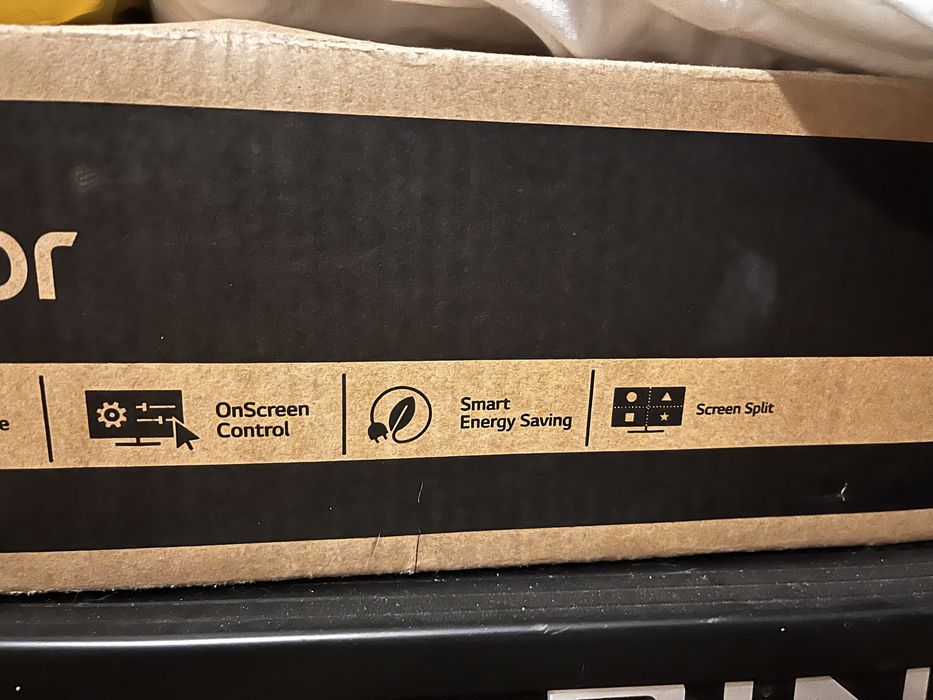 or
e
OnScreen
Control
Smart
Energy Saving
Screen Split